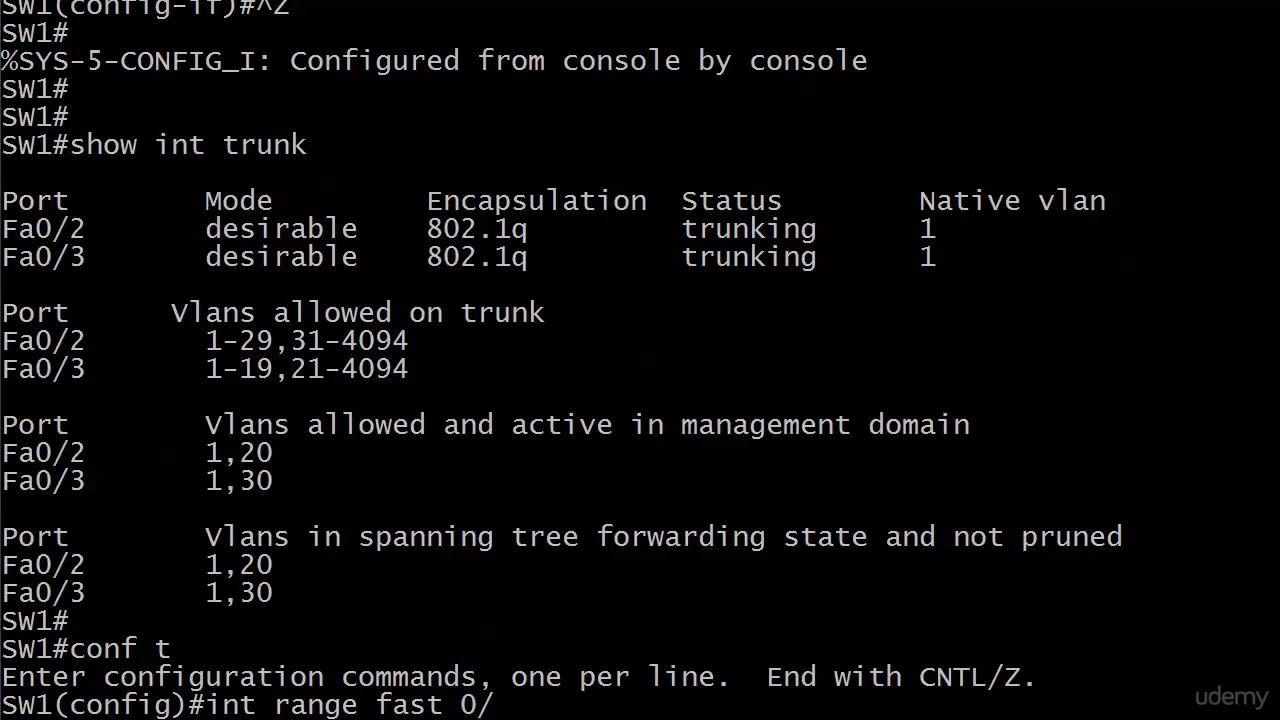 SW1(config-if)#^Z
SW1#
%SYS-5-CONFIG_I: Configured from console by console
SW1#
SW1#
SW1#show int trunk
Port Mode Encapsulation Status Native vlan
Fa0/2 desirable 802.1q trunking 1
Fa0/3 desirable 802.1q trunking 1
Port Vlans allowed on trunk
Fa0/2 1-29,31-4094
Fa0/3 1-19,21-4094
Port Vlans allowed and active in management domain
Fa0/2 1,20
Fa0/3 1,30
Port Vlans in spanning tree forwarding state and not pruned
Fa0/2 1,20
Fa0/3 1,30
SW1#
SW1#conf t
Enter configuration commands, one per line. End with CNTL/Z.
SW1(config)#int range fast 0/
udemy